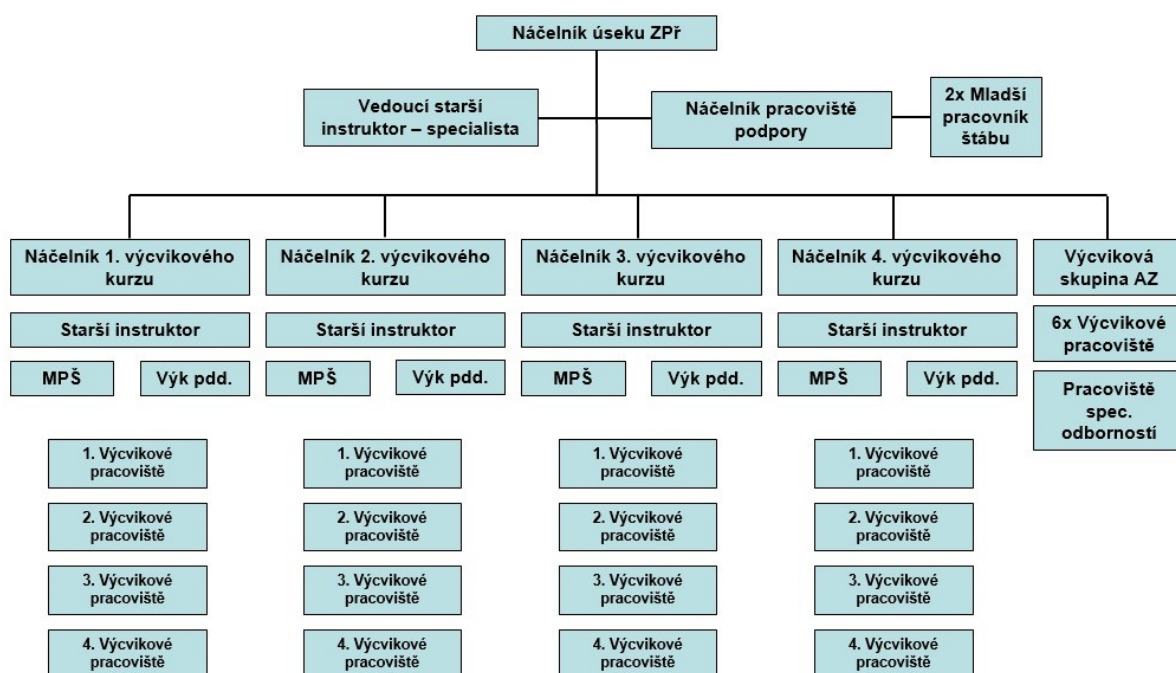 Náčelník úseku ZPř
Vedoucí starší
instruktor – specialista
Náčelník pracoviště
podpory
2x Mladší
pracovník
štábu
Náčelník 1. výcvikového
kurzu
Náčelník 2. výcvikového
kurzu
Náčelník 3. výcvikového
kurzu
Náčelník 4. výcvikového
kurzu
Výcviková
skupina AZ
Starší instruktor
Starší instruktor
Starší instruktor
Starší instruktor
6x Výcvikové
pracoviště
MPŠ
Výk pdd.
MPŠ
Výk pdd.
MPŠ
Výk pdd.
MPŠ
Výk pdd.
Pracoviště
spec.
odborností
1. Výcvikové
pracoviště
1. Výcvikové
pracoviště
1. Výcvikové
pracoviště
1. Výcvikové
pracoviště
2. Výcvikové
pracoviště
2. Výcvikové
pracoviště
2. Výcvikové
pracoviště
2. Výcvikové
pracoviště
3. Výcvikové
pracoviště
3. Výcvikové
pracoviště
3. Výcvikové
pracoviště
3. Výcvikové
pracoviště
4. Výcvikové
pracoviště
4. Výcvikové
pracoviště
4. Výcvikové
pracoviště
4. Výcvikové
pracoviště